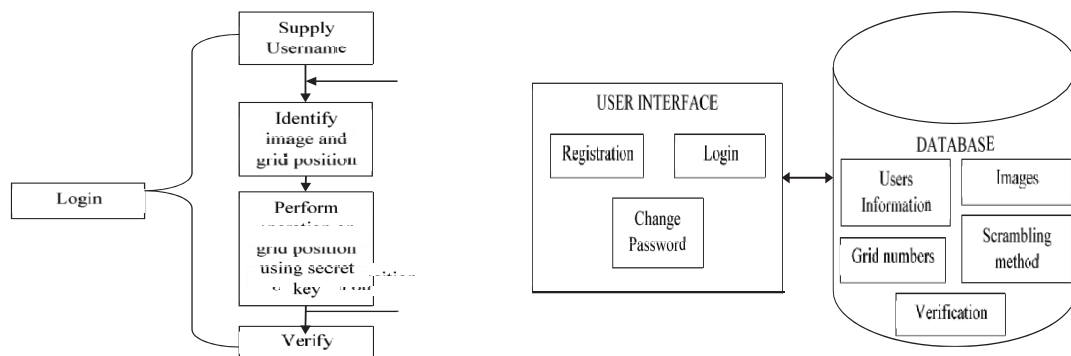 Supply
Username
Identify
image and
grid position
Login
Perform
grid position
using secret
key
Verify
USER INTERFACE
Registration
Login
Change
Password
DATABASE
Users
Information
Images
Grid numbers
Scrambling
method
Verification